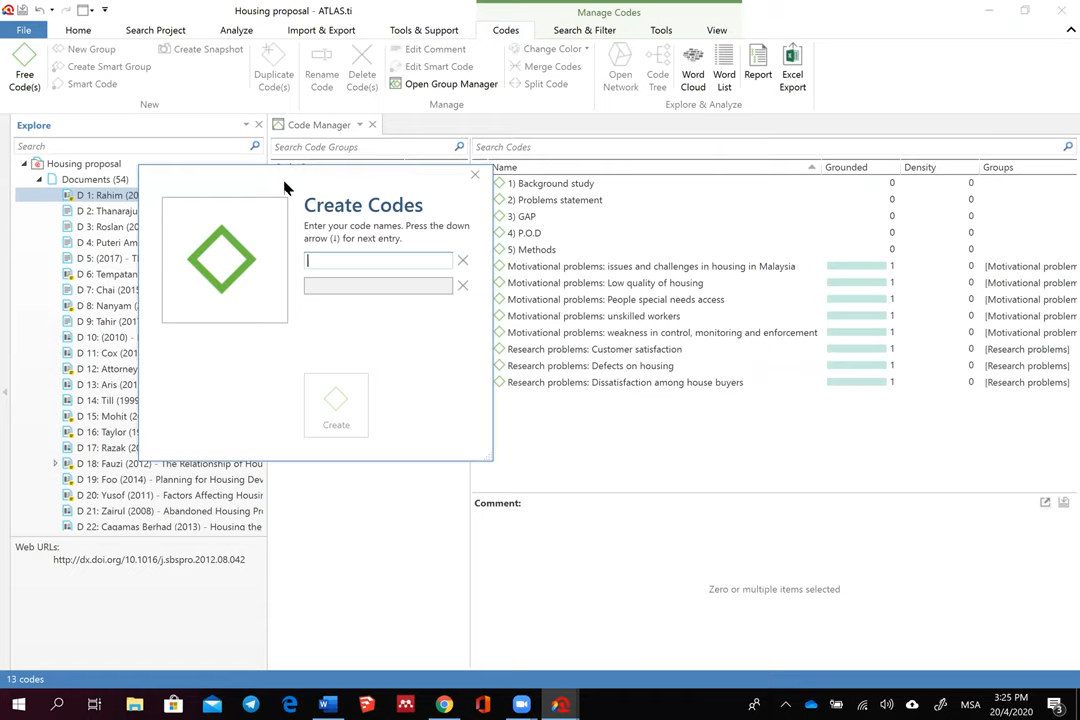 Housing proposal - ATLAS.ti
Manage Codes
File
Home
Search Project
Analyze
Import & Export
Tools & Support
Codes
Search & Filter
Tools
View
Free
Code(s)
New Group
Create Smart Group
Smart Code
Create Snapshot
New
Duplicate
Code(s)
Rename
Code
Delete
Code(s)
Edit Comment
Edit Smart Code
Open Group Manager
Manage
Change Color
Merge Codes
Split Code
Open
Network
Code
Tree
Word
Cloud
Word
List
Report
Excel
Export
Explore & Analyze
Explore
Search
Housing proposal
Documents (54)
D 1: Rahim (20
D 2: Thanaraju
D 3: Roslan (20
D 4: Puteri Am
D 5: (2017) - T
D 6: Tempatan
D 7: Chai (2015
D 8: Nanyam
D 9: Tahir (201
D 10: (2010) -
D 11: Cox (201
D 12: Attorney
D 13: Aris (201
D 14: Till (1999
D 15: Mohit (
D 16: Taylor (
D 17: Razak (
D 18: Fauzi (2012) - The Relationship of Hou
D 19: Foo (2014) - Planning for Housing Dev
D 20: Yusof (2011) - Factors Affecting Housin
D 21: Zairul (2008) - Abandoned Housing Pr
D 22: Cagamas Berhad (2013) - Housing the
Web URLs:
http://dx.doi.org/10.1016/j.sbspro.2012.08.042
Code Manager
Search Code Groups
Create Codes
Enter your code names. Press the down
arrow (↓) for next entry.
Create
Search Codes
Name Grounded Density Groups
1) Background study 0 0
2) Problems statement 0 0
3) GAP 0 0
4) P.O.D 0 0
5) Methods 0 0
Motivational problems: issues and challenges in housing in Malaysia 1 0 [Motivational problem
Motivational problems: Low quality of housing 1 0 [Motivational problem
Motivational problems: People special needs access 1 0 [Motivational problem
Motivational problems: unskilled workers 1 0 [Motivational problem
Motivational problems: weakness in control, monitoring and enforcement 1 0 [Motivational problem
Research problems: Customer satisfaction 1 0 [Research problems]
Research problems: Defects on housing 1 0 [Research problems]
Research problems: Dissatisfaction among house buyers 1 0 [Research problems]
Comment:
Zero or multiple items selected
13 codes
MSA
3:25 PM
20/4/2020
3